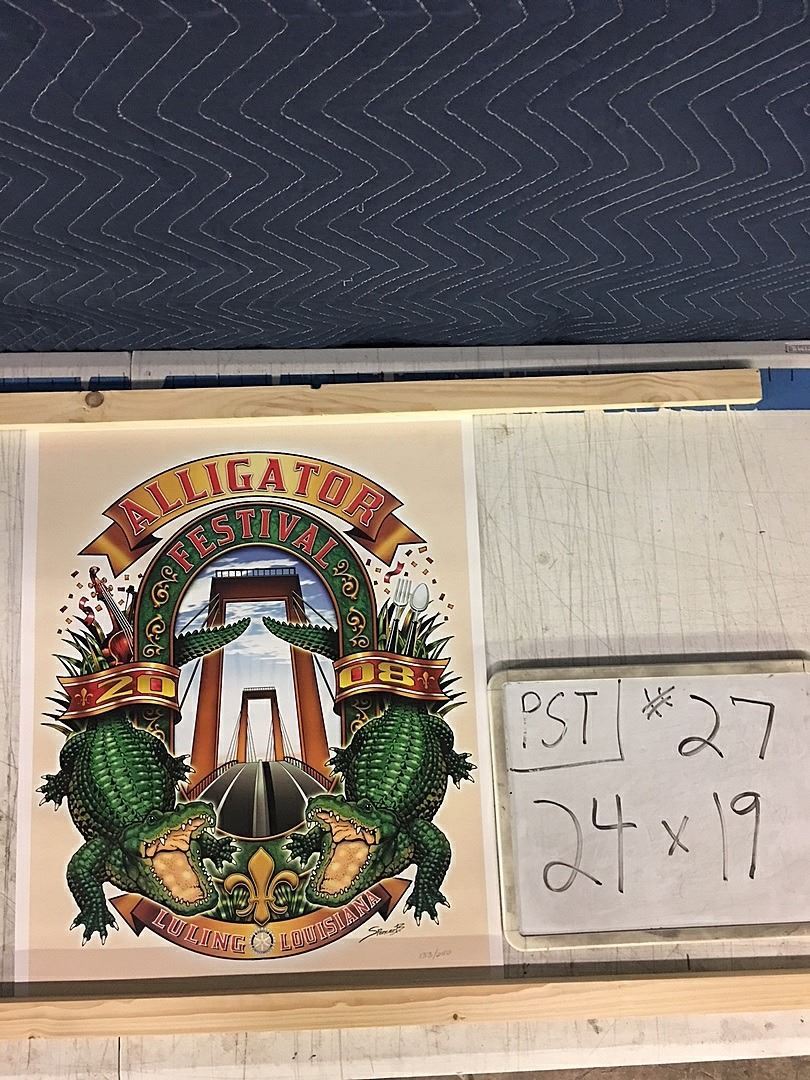 ALLIGATOR
FESTIVAL
20 08
LULING LOUISIANA
PST #27
24 x 19